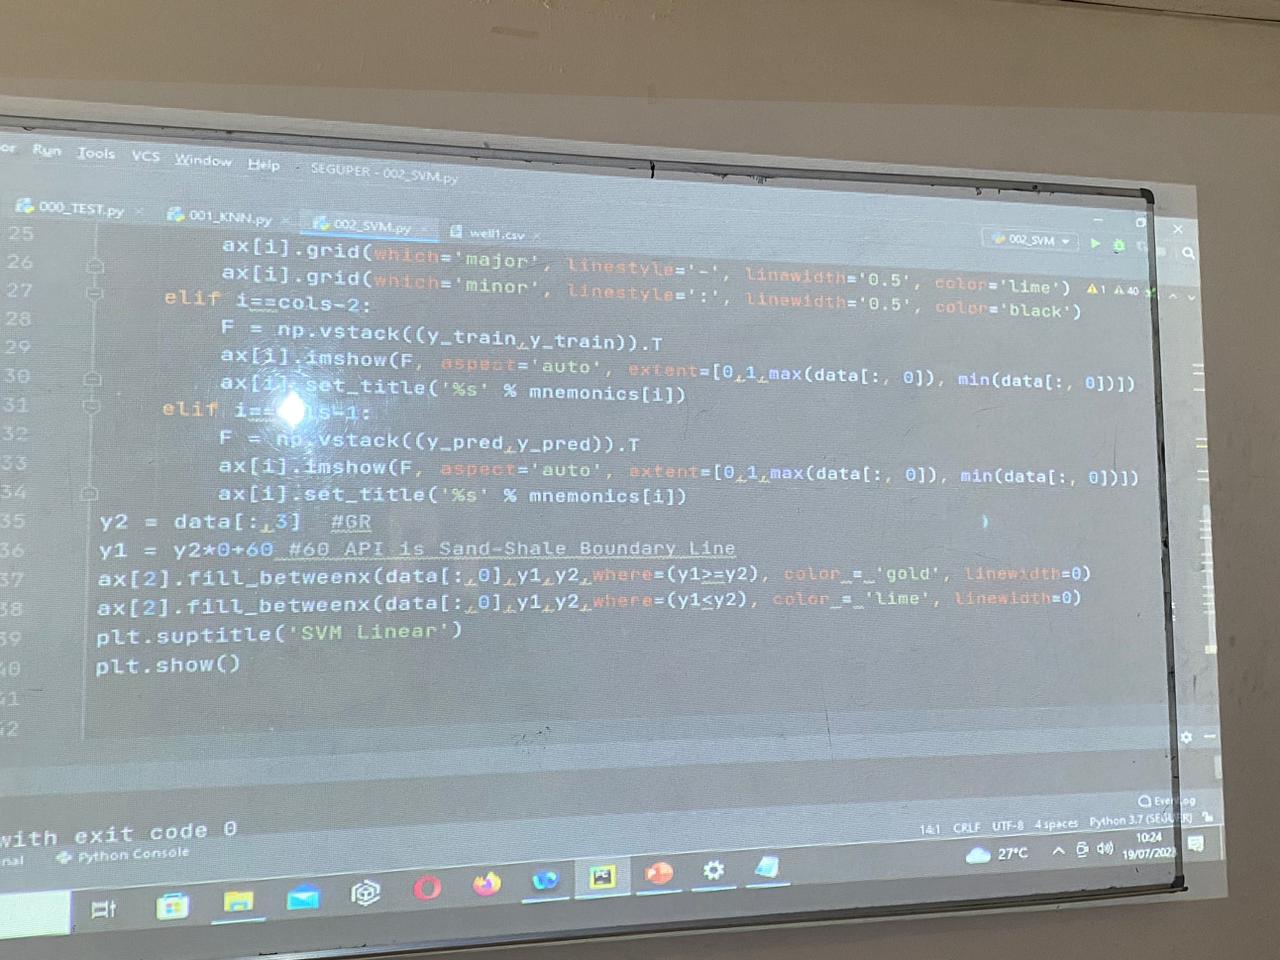 or Run Tools VCS Window Help SEGUPER - 002_SVM.py
000_TEST.py 001_KNN.py 002_SVM.py well1.csv 002_SVM
25 ax[i].grid(which='major', linestyle='-', linewidth='0.5', color='lime') 1 40
26 ax[i].grid(which='minor', linestyle=':', linewidth='0.5', color='black')
27 elif i==cols-2:
28 F = np.vstack((y_train,y_train)).T
29 ax[i].imshow(F, aspect='auto', extent=[0,1,max(data[:, 0]), min(data[:, 0])])
30 ax[i].set_title('%s' % mnemonics[i])
31 elif i==cols-1:
32 F = np.vstack((y_pred,y_pred)).T
33 ax[i].imshow(F, aspect='auto', extent=[0,1,max(data[:, 0]), min(data[:, 0])])
34 ax[i].set_title('%s' % mnemonics[i])
35 y2 = data[:,3] #GR
36 y1 = y2*0+60 #60 API is Sand-Shale Boundary Line
37 ax[2].fill_betweenx(data[:,0],y1,y2,where=(y1>=y2), color = 'gold', linewidth=0)
38 ax[2].fill_betweenx(data[:,0],y1,y2,where=(y1<y2), color = 'lime', linewidth=0)
39 plt.suptitle('SVM Linear')
40 plt.show()
41
42
with exit code 0
nal Python Console
Event Log
14:1 CRLF UTF-8 4 spaces Python 3.7 (SEGUPER)
27°C
10:24
19/07/202